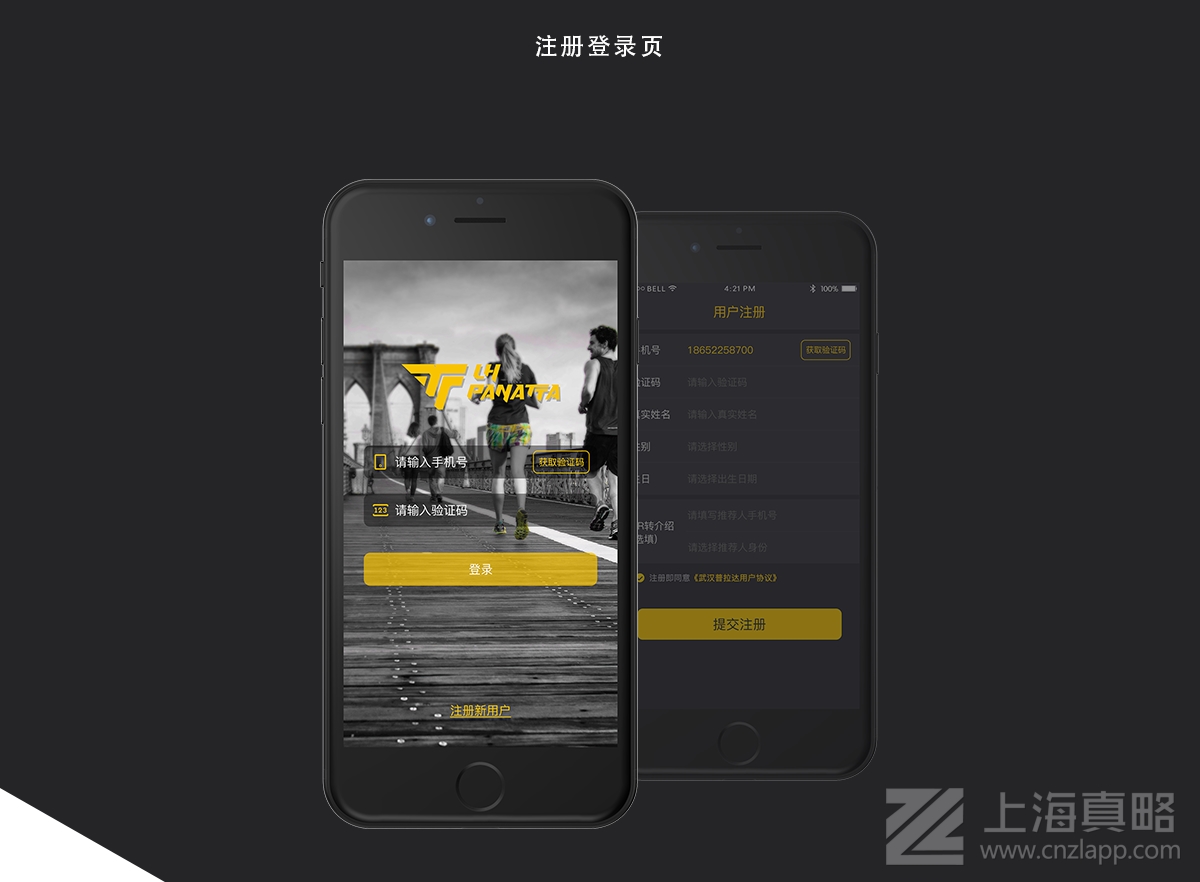 注册登录页
LH
PANATTA
请输入手机号
获取验证码
123
请输入验证码
登录
注册新用户
BELL
4:21 PM
100%
用户注册
机号
18652258700
获取验证码
验证码
请输入验证码
真实姓名
请输入真实姓名
性别
请选择性别
生日
请选择出生日期
R转介绍
选填)
请填写推荐人手机号
请选择推荐人身份
注册即同意《武汉普拉达用户协议》
提交注册
上海真略
www.cnzlapp.com